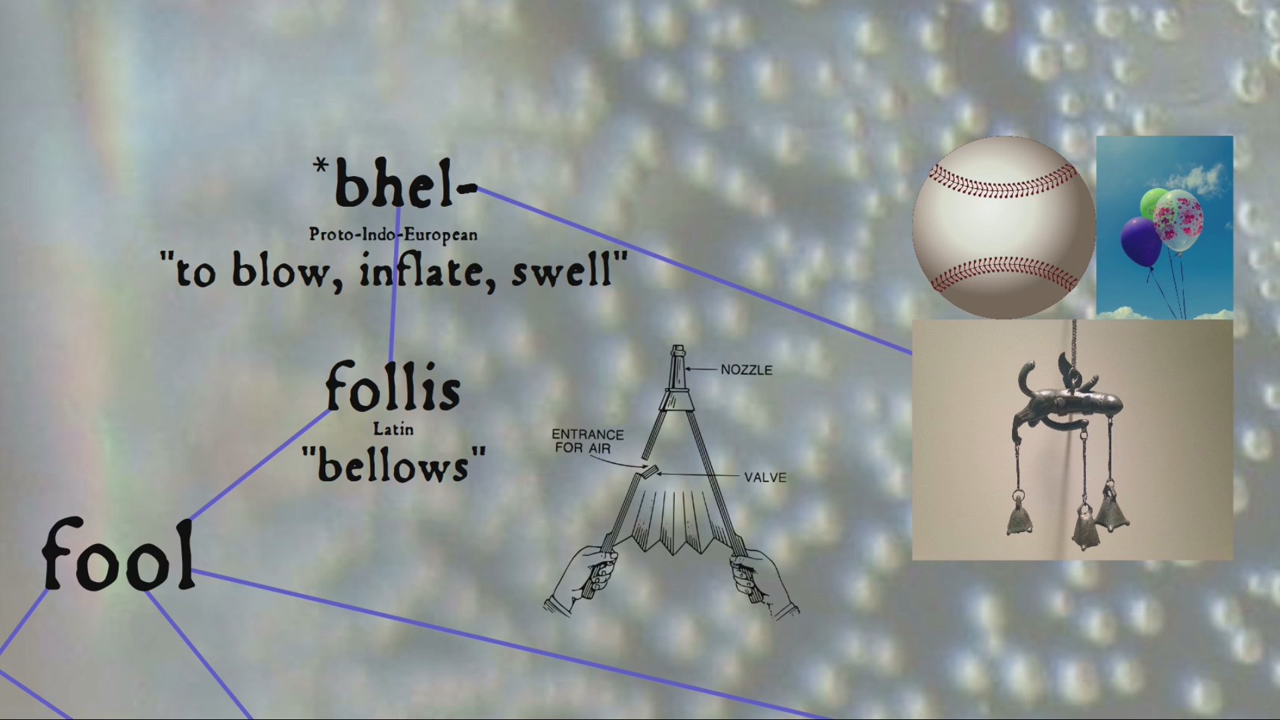 *bhel-
Proto-Indo-European
"to blow, inflate, swell"
follis
Latin
"bellows"
fool
NOZZLE
ENTRANCE
FOR AIR
VALVE